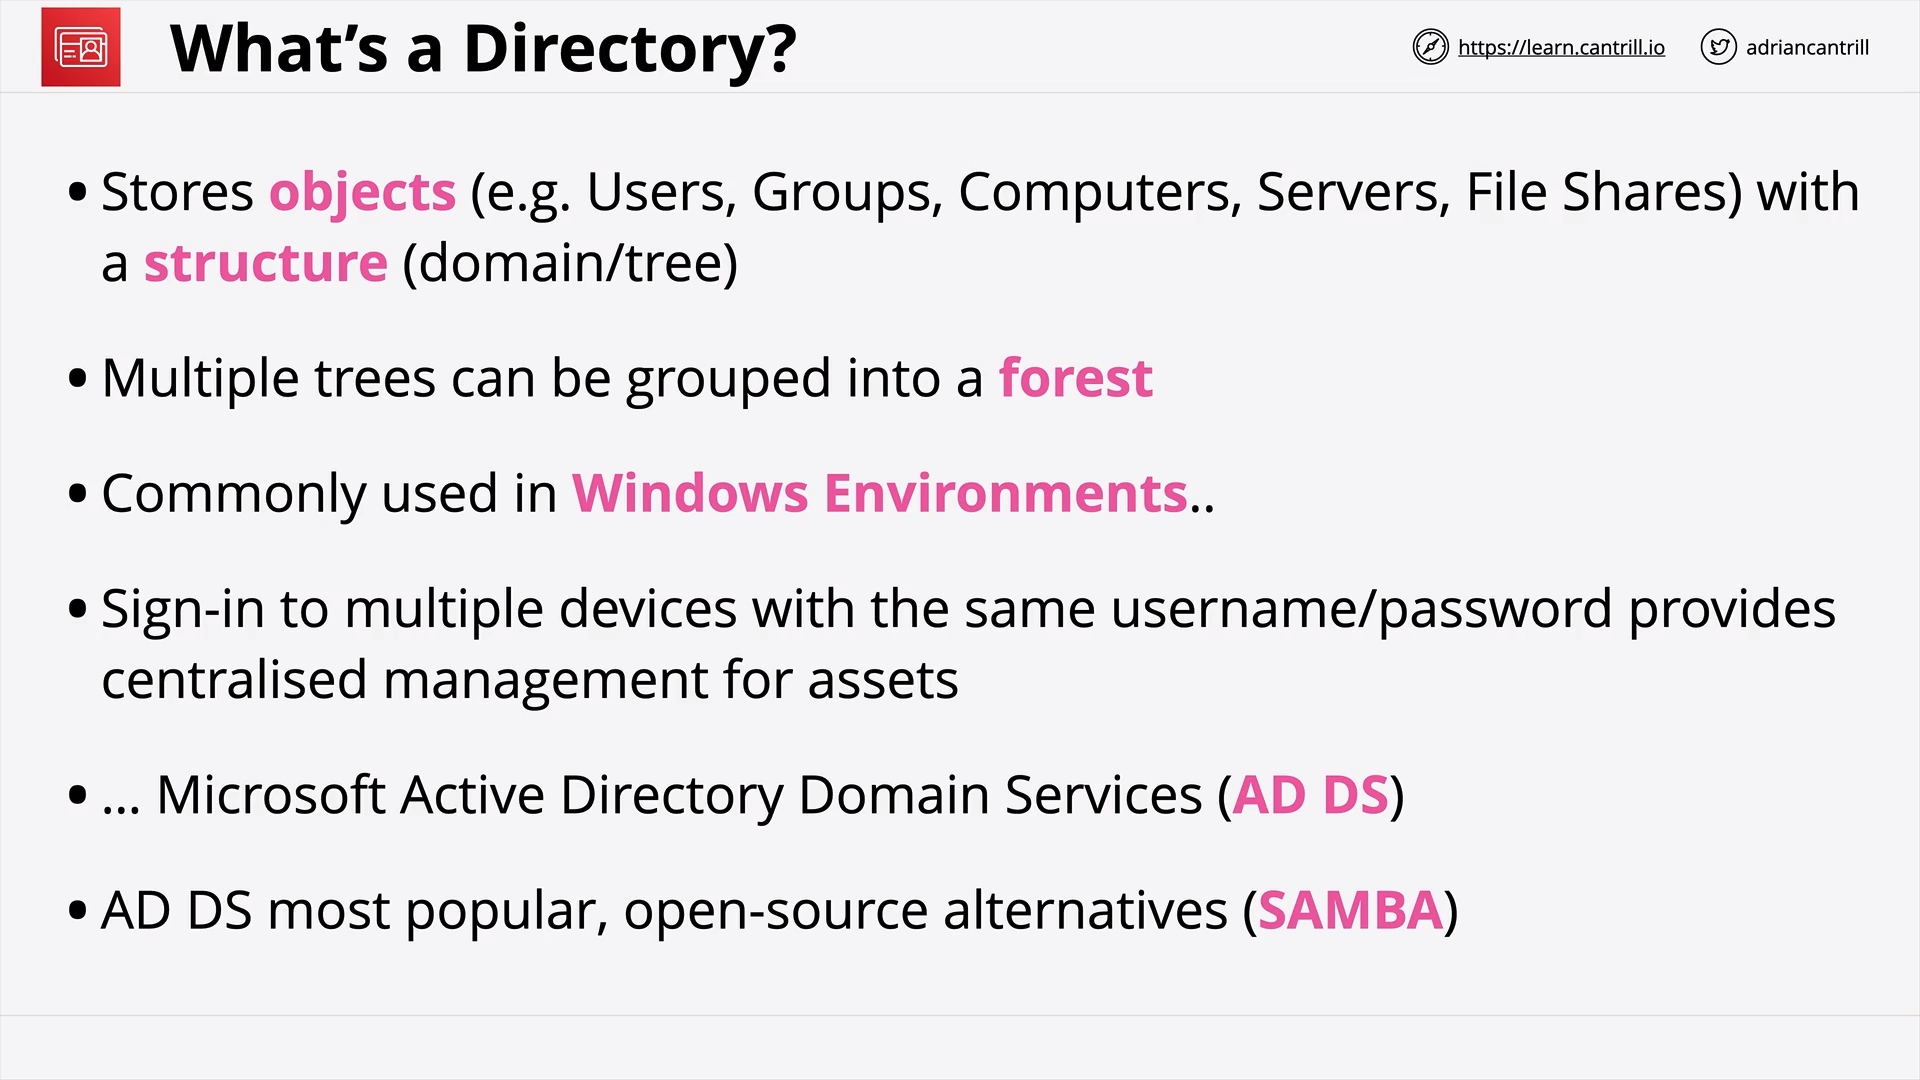 What’s a Directory?
https://learn.cantrill.io
adriancantrill
• Stores objects (e.g. Users, Groups, Computers, Servers, File Shares) with
a structure (domain/tree)
• Multiple trees can be grouped into a forest
• Commonly used in Windows Environments..
• Sign-in to multiple devices with the same username/password provides
centralised management for assets
• … Microsoft Active Directory Domain Services (AD DS)
• AD DS most popular, open-source alternatives (SAMBA)